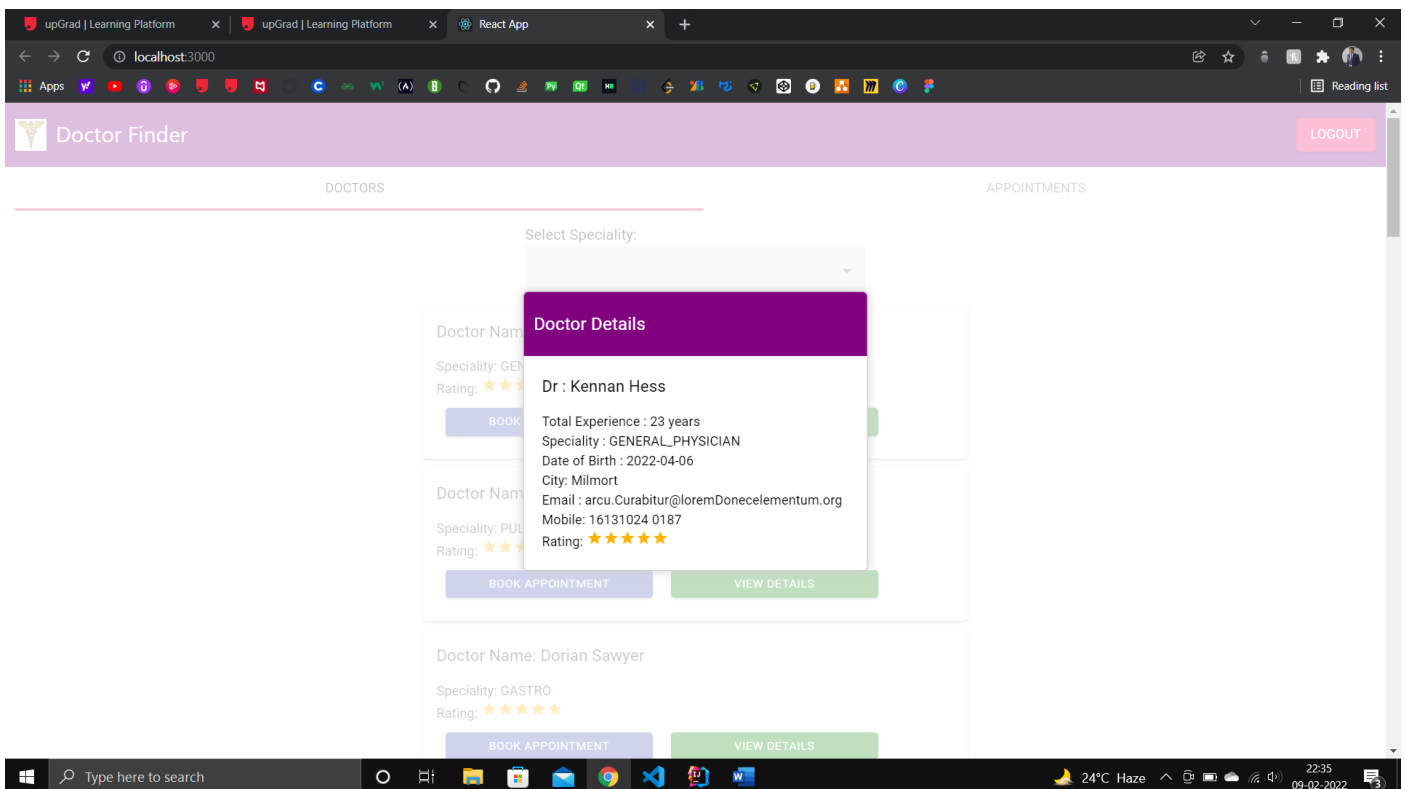 upGrad | Learning Platform
upGrad | Learning Platform
React App
localhost:3000
Apps
Reading list
Doctor Finder
LOGOUT
DOCTORS
APPOINTMENTS
Select Speciality:
Doctor Nam
Speciality: GEN
Rating:
BOOK
Doctor Details
Dr : Kennan Hess
Total Experience : 23 years
Speciality : GENERAL_PHYSICIAN
Date of Birth : 2022-04-06
City: Milmort
Email : arcu.Curabitur@loremDonecelementum.org
Mobile: 16131024 0187
Rating:
Doctor Nam
Speciality: PUL
Rating:
BOOK APPOINTMENT
VIEW DETAILS
Doctor Name: Dorian Sawyer
Speciality: GASTRO
Rating:
BOOK APPOINTMENT
VIEW DETAILS
Type here to search
24°C Haze
22:35
09-02-2022